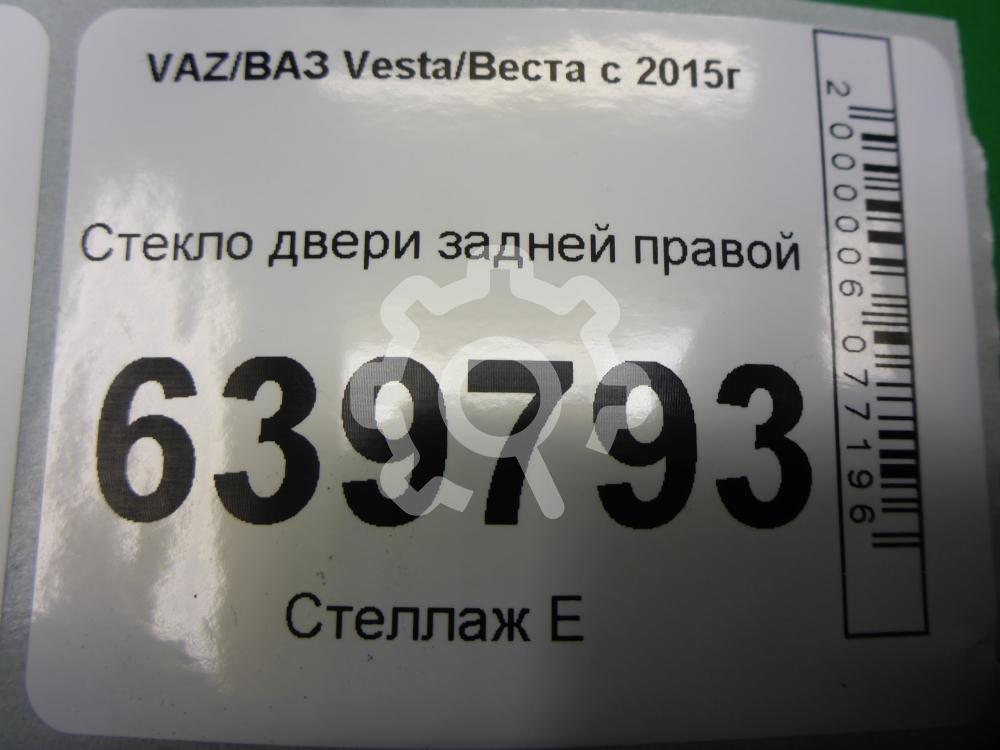 VAZ/ВАЗ Vesta/Веста с 2015г
Стекло двери задней правой
639793
Стеллаж Е
2000006077196